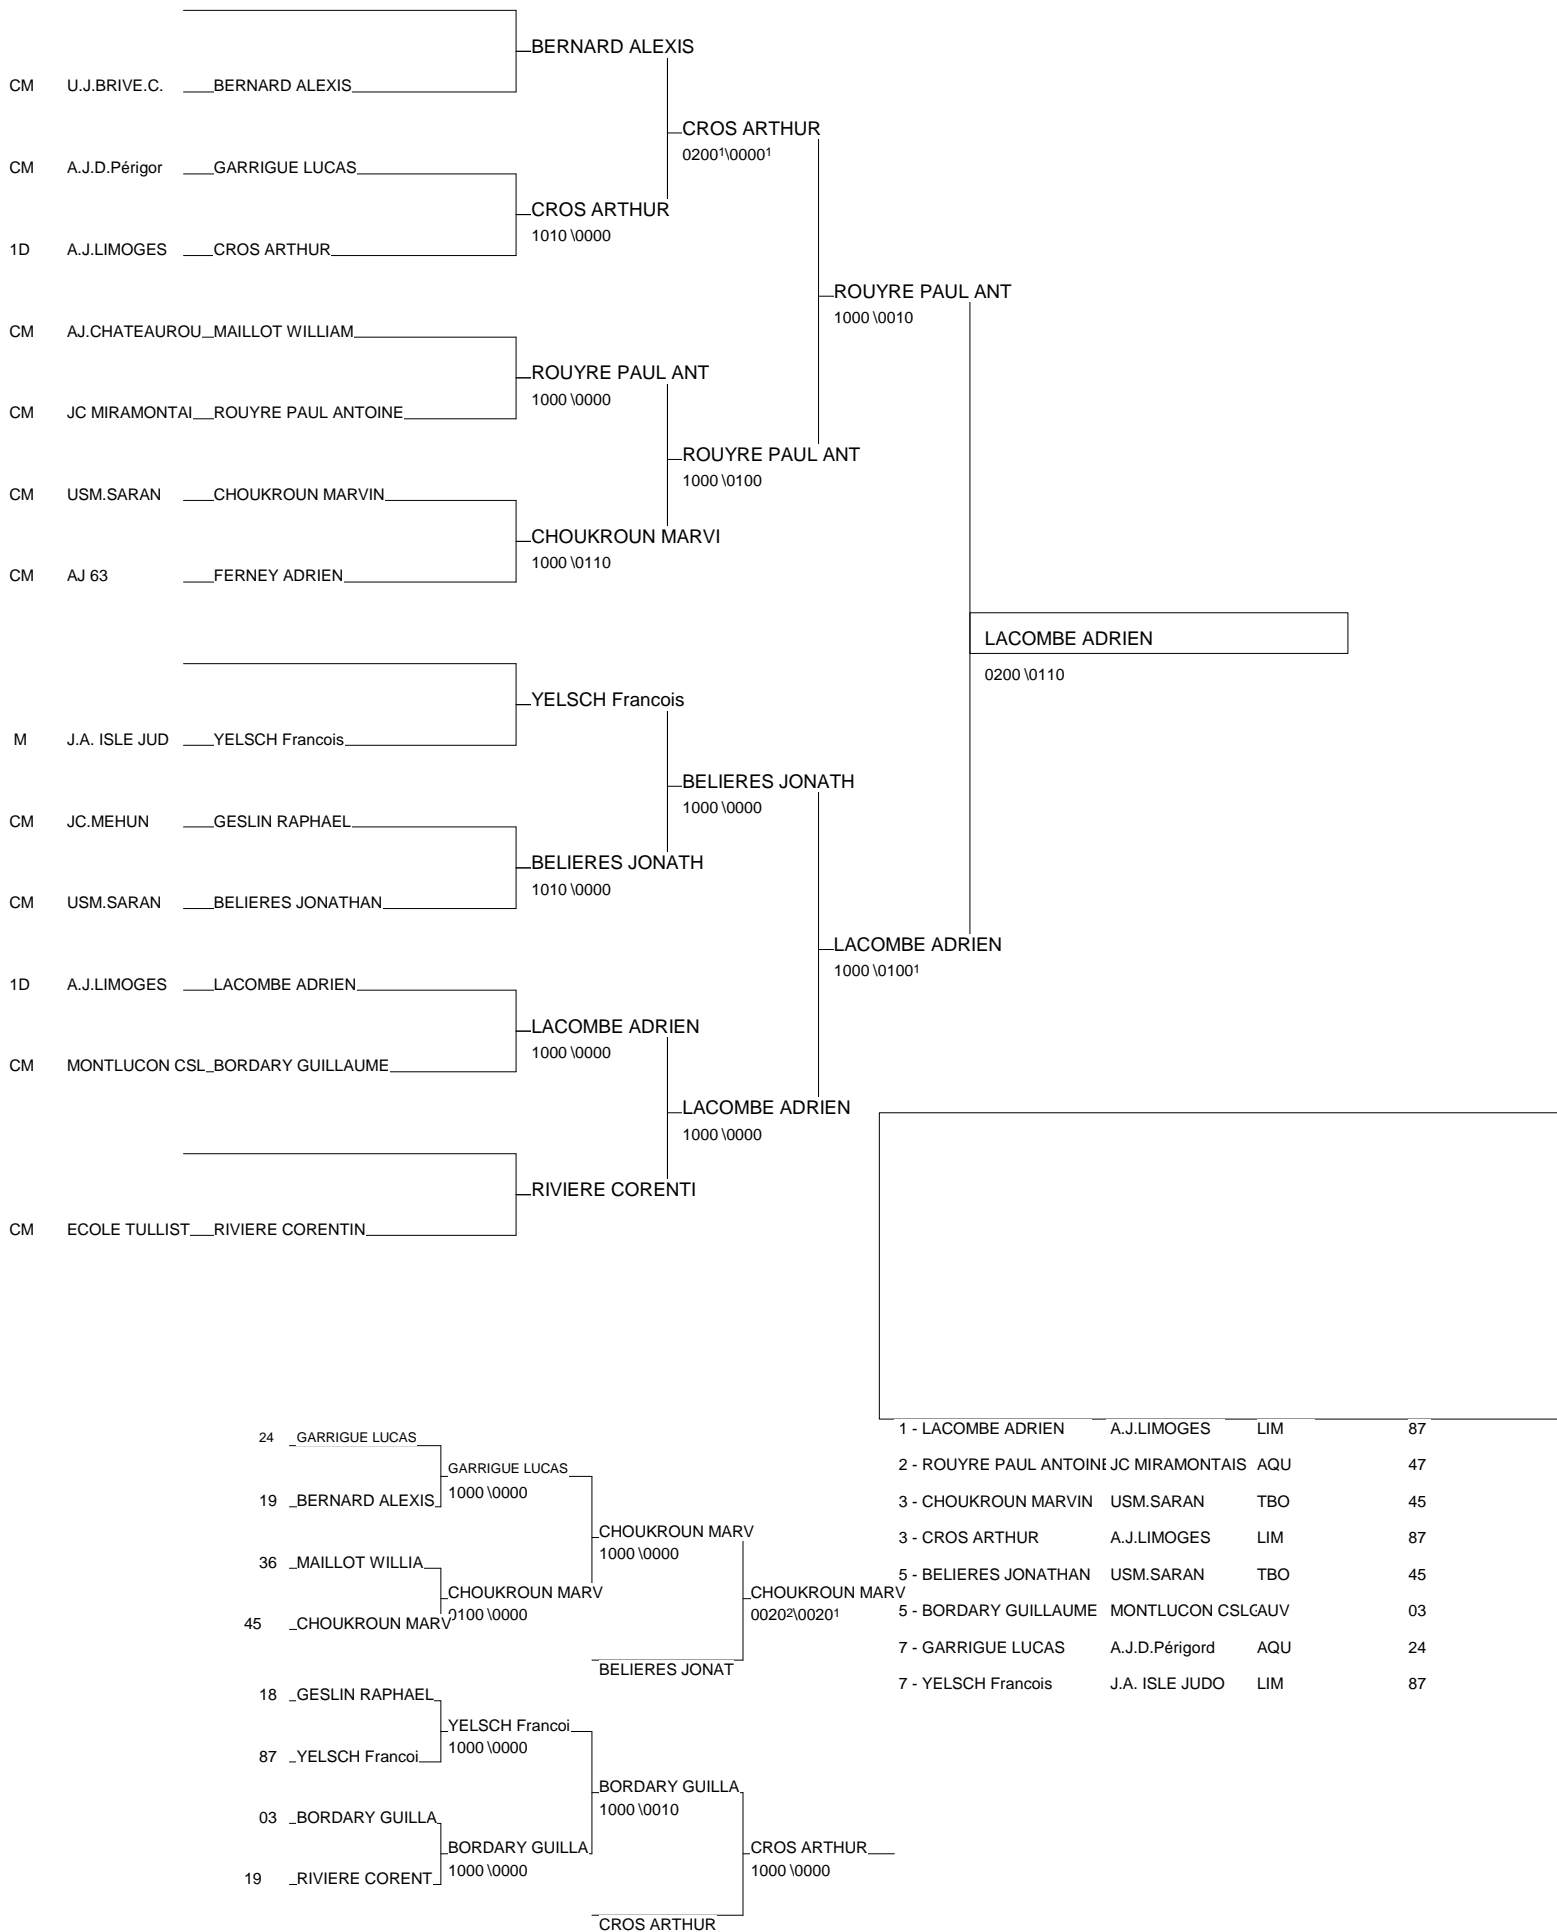 BERNARD ALEXIS
CM U.J.BRIVE.C. BERNARD ALEXIS
CROS ARTHUR
0200¹\0000¹
CM A.J.D.Périgor GARRIGUE LUCAS
CROS ARTHUR
1010 \0000
1D A.J.LIMOGES CROS ARTHUR
ROUYRE PAUL ANT
1000 \0010
CM AJ.CHATEAUROU MAILLOT WILLIAM
ROUYRE PAUL ANT
1000 \0000
CM JC MIRAMONTAI ROUYRE PAUL ANTOINE
ROUYRE PAUL ANT
1000 \0100
CM USM.SARAN CHOUKROUN MARVIN
CHOUKROUN MARVI
1000 \0110
CM AJ 63 FERNEY ADRIEN
LACOMBE ADRIEN
0200 \0110
YELSCH Francois
M J.A. ISLE JUD YELSCH Francois
BELIERES JONATH
1000 \0000
CM JC.MEHUN GESLIN RAPHAEL
BELIERES JONATH
1010 \0000
CM USM.SARAN BELIERES JONATHAN
LACOMBE ADRIEN
1000 \0100¹
1D A.J.LIMOGES LACOMBE ADRIEN
LACOMBE ADRIEN
1000 \0000
CM MONTLUCON CSL BORDARY GUILLAUME
LACOMBE ADRIEN
1000 \0000
RIVIERE CORENTI
CM ECOLE TULLIST RIVIERE CORENTIN
1 - LACOMBE ADRIEN A.J.LIMOGES LIM 87
2 - ROUYRE PAUL ANTOINE JC MIRAMONTAIS AQU 47
3 - CHOUKROUN MARVIN USM.SARAN TBO 45
3 - CROS ARTHUR A.J.LIMOGES LIM 87
5 - BELIERES JONATHAN USM.SARAN TBO 45
5 - BORDARY GUILLAUME MONTLUCON CSLG AUV 03
7 - GARRIGUE LUCAS A.J.D.Périgord AQU 24
7 - YELSCH Francois J.A. ISLE JUDO LIM 87
24 GARRIGUE LUCAS
GARRIGUE LUCAS
1000 \0000
19 BERNARD ALEXIS
CHOUKROUN MARV
1000 \0000
36 MAILLOT WILLIA
CHOUKROUN MARV
0100 \0000
45 CHOUKROUN MARV
CHOUKROUN MARV
0020²\0020¹
BELIERES JONAT
18 GESLIN RAPHAEL
YELSCH Francoi
1000 \0000
87 YELSCH Francoi
BORDARY GUILLA
1000 \0010
03 BORDARY GUILLA
BORDARY GUILLA
1000 \0000
19 RIVIERE CORENT
CROS ARTHUR
1000 \0000
CROS ARTHUR